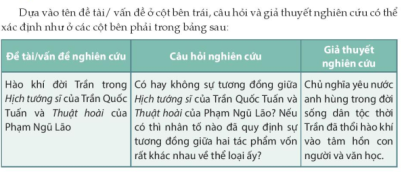 Dựa vào tên đề tài/ vấn đề ở cột bên trái, câu hỏi và giả thuyết nghiên cứu có thể
xác định như ở các cột bên phải trong bảng sau:
Đề tài/vấn đề nghiên cứu
Câu hỏi nghiên cứu
Giả thuyết
nghiên cứu
Hào khí đời Trần trong
Hịch tướng sĩ của Trần Quốc
Tuấn và Thuật hoài của
Phạm Ngũ Lão
Có hay không sự tương đồng giữa
Hịch tướng sĩ của Trần Quốc Tuấn và
Thuật hoài của Phạm Ngũ Lão? Nếu
có thì nhân tố nào đã quy định sự
tương đồng giữa hai tác phẩm vốn
rất khác nhau về thể loại ấy?
Chủ nghĩa yêu nước
anh hùng trong đời
sống dân tộc thời
Trần đã thổi hào khí
vào tâm hồn con
người và văn học.